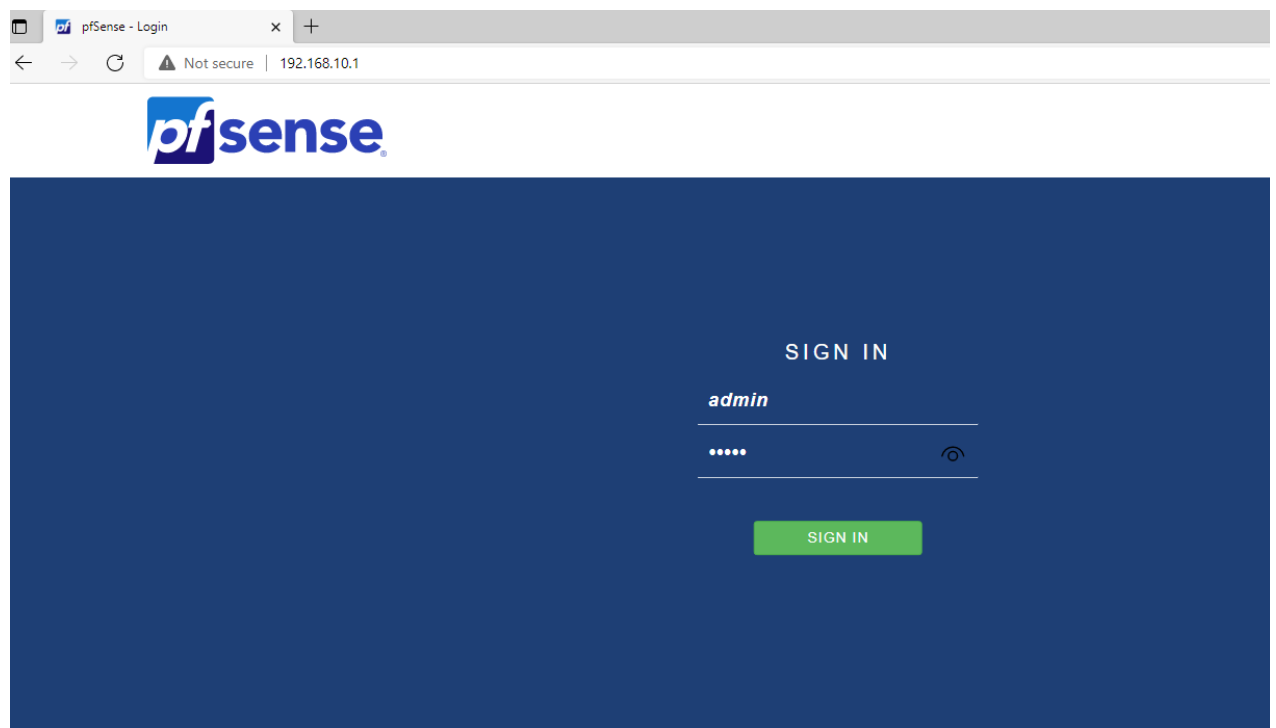 pfSense - Login
Not secure | 192.168.10.1
pfsense
SIGN IN
admin
•••••
SIGN IN